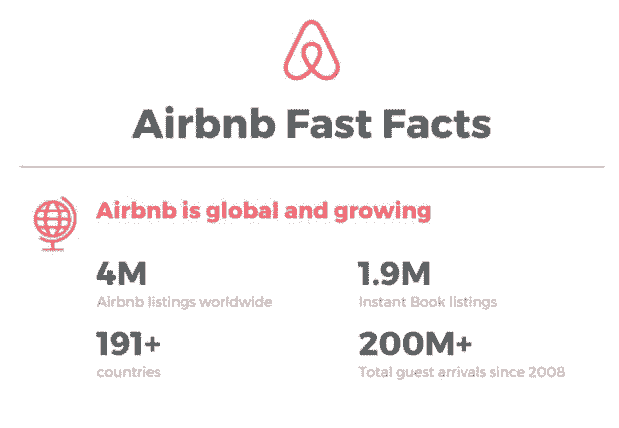 Airbnb Fast Facts
Airbnb is global and growing
4M
Airbnb listings worldwide
1.9M
Instant Book listings
191+
countries
200M+
Total guest arrivals since 2008